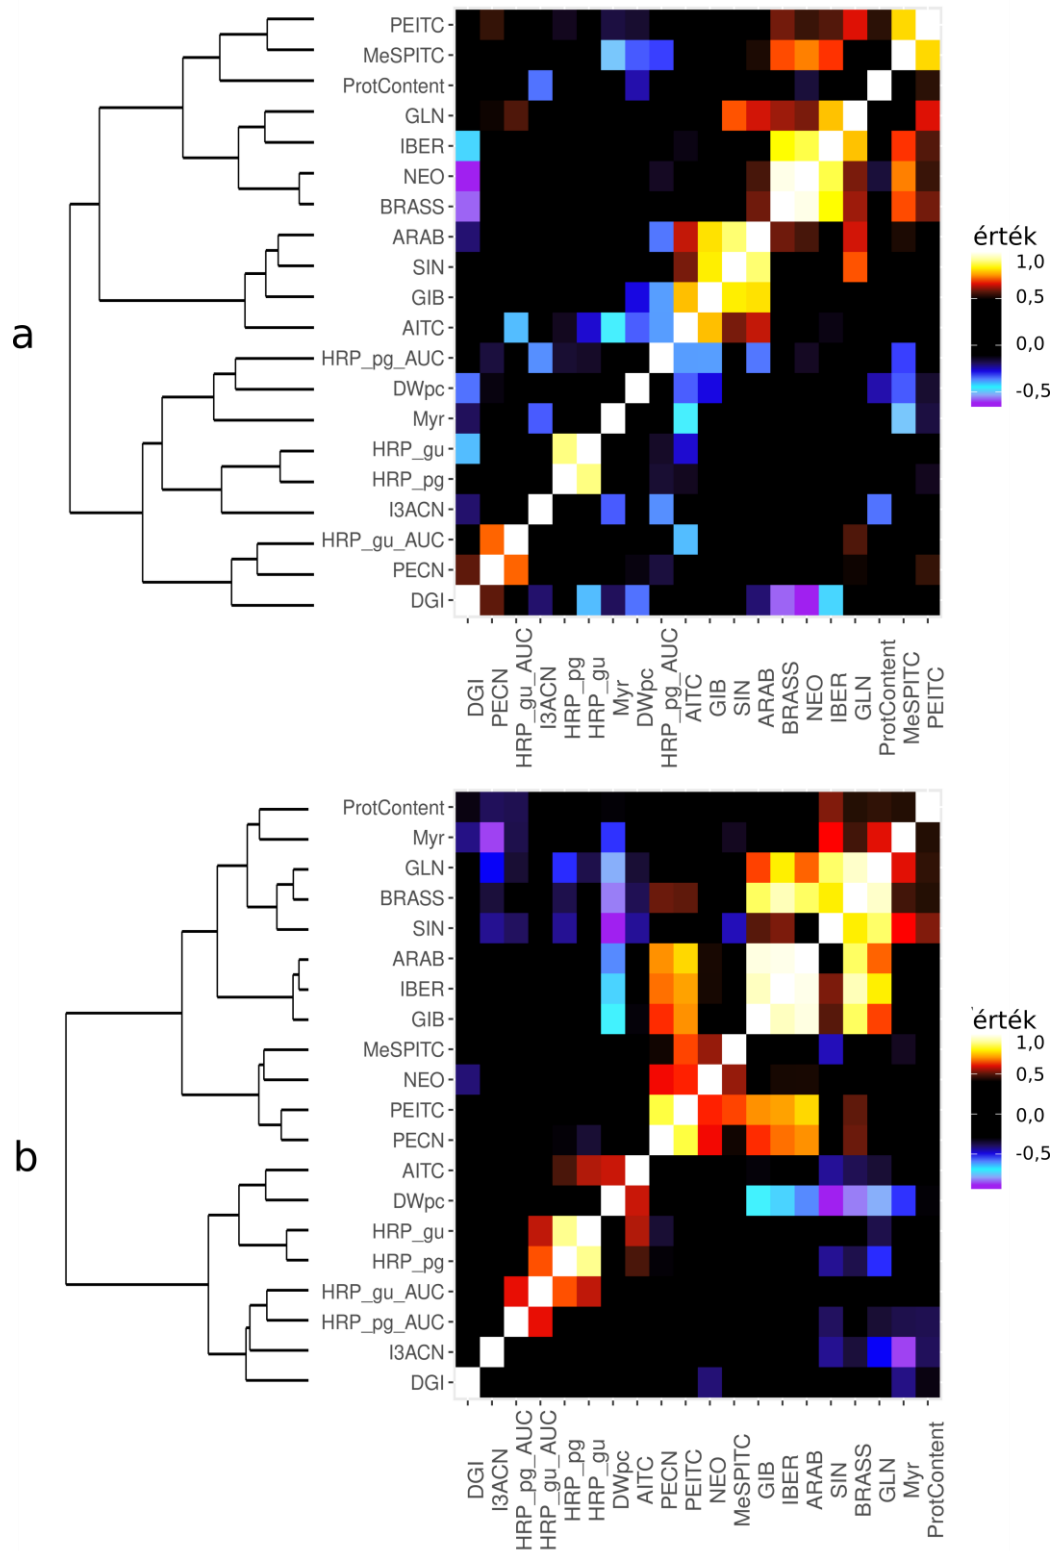 a
PEITC
MeSPITC
ProtContent
GLN
IBER
NEO
BRASS
ARAB
SIN
GIB
AITC
HRP_pg_AUC
DWpc
Myr
HRP_gu
HRP_pg
I3ACN
HRP_gu_AUC
PECN
DGI
DGI
PECN
HRP_gu_AUC
I3ACN
HRP_pg
HRP_gu
Myr
DWpc
HRP_pg_AUC
AITC
GIB
SIN
ARAB
BRASS
NEO
IBER
GLN
ProtContent
MeSPITC
PEITC
érték
1,0
0,5
0,0
-0,5
b
ProtContent
Myr
GLN
BRASS
SIN
ARAB
IBER
GIB
MeSPITC
NEO
PEITC
PECN
AITC
DWpc
HRP_gu
HRP_pg
HRP_gu_AUC
HRP_pg_AUC
I3ACN
DGI
DGI
I3ACN
HRP_pg_AUC
HRP_gu_AUC
HRP_pg
HRP_gu
DWpc
AITC
PECN
PEITC
NEO
MeSPITC
GIB
IBER
ARAB
SIN
BRASS
GLN
Myr
ProtContent
érték
1,0
0,5
0,0
-0,5